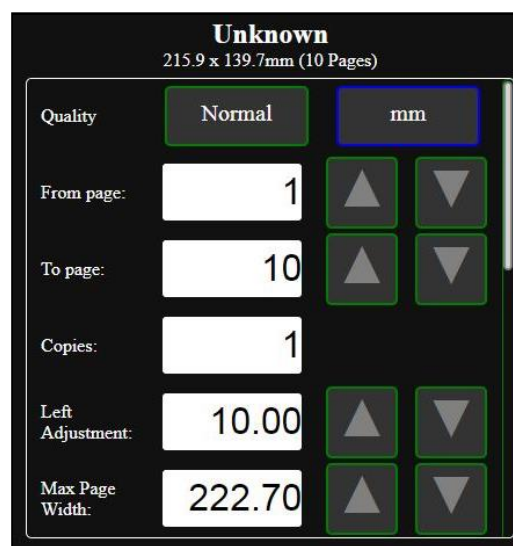 Unknown
215.9 x 139.7mm (10 Pages)
Quality Normal mm
From page: 1
To page: 10
Copies: 1
Left
Adjustment: 10.00
Max Page
Width: 222.70